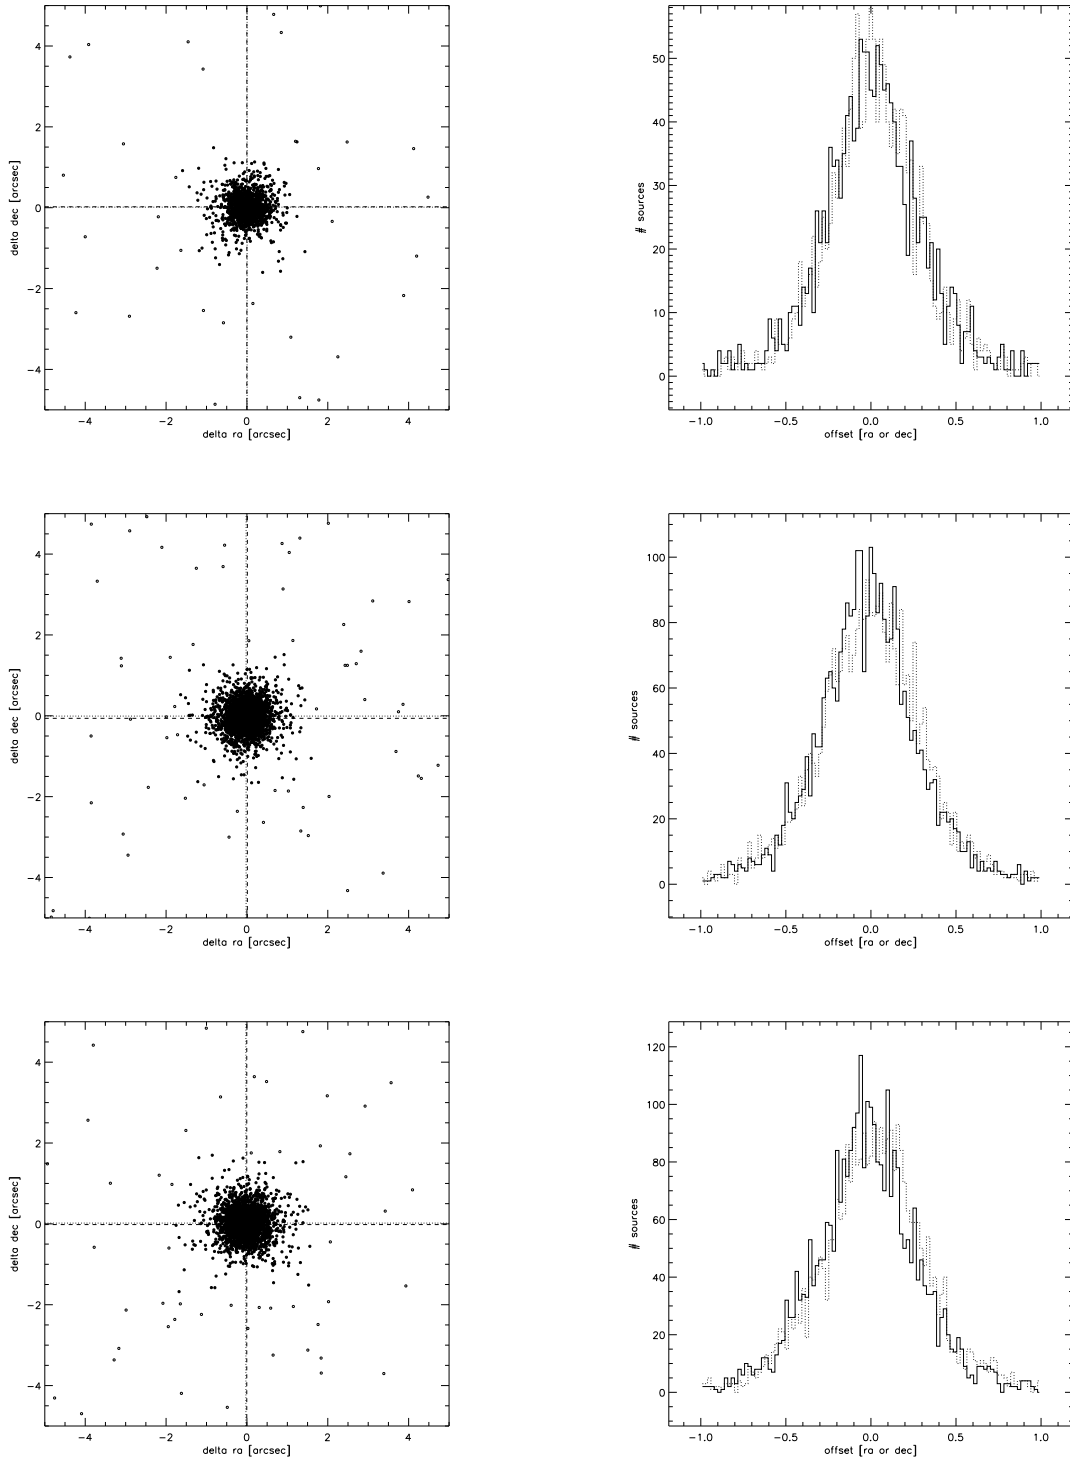 4
2
0
−2
−4
delta dec [arcsec]
−4 −2 0 2 4
delta ra [arcsec]
50
40
30
20
10
0
# sources
−1.0 −0.5 0.0 0.5 1.0
offset [ra or dec]
4
2
0
−2
−4
delta dec [arcsec]
−4 −2 0 2 4
delta ra [arcsec]
100
80
60
40
20
0
# sources
−1.0 −0.5 0.0 0.5 1.0
offset [ra or dec]
4
2
0
−2
−4
delta dec [arcsec]
−4 −2 0 2 4
delta ra [arcsec]
120
100
80
60
40
20
0
# sources
−1.0 −0.5 0.0 0.5 1.0
offset [ra or dec]